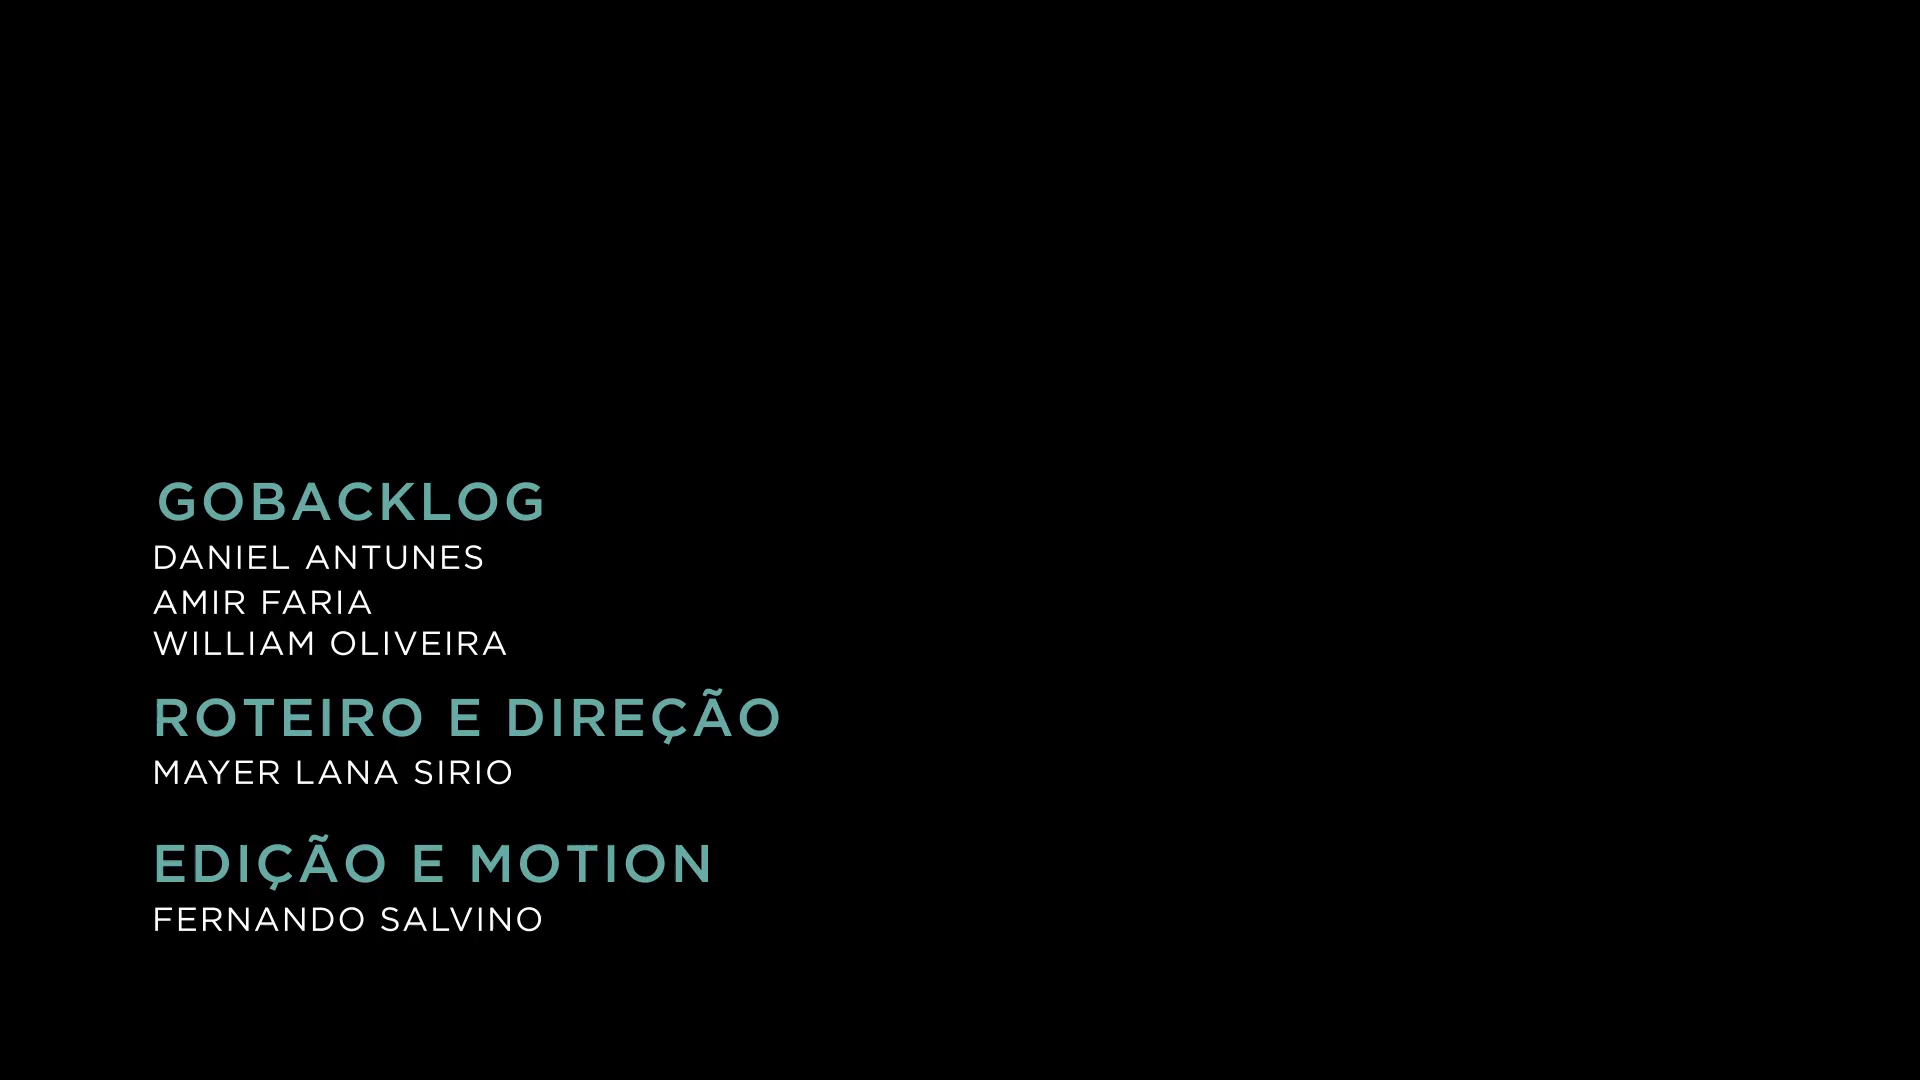 GOBACKLOG
DANIEL ANTUNES
AMIR FARIA
WILLIAM OLIVEIRA
ROTEIRO E DIREÇÃO
MAYER LANA SIRIO
EDIÇÃO E MOTION
FERNANDO SALVINO